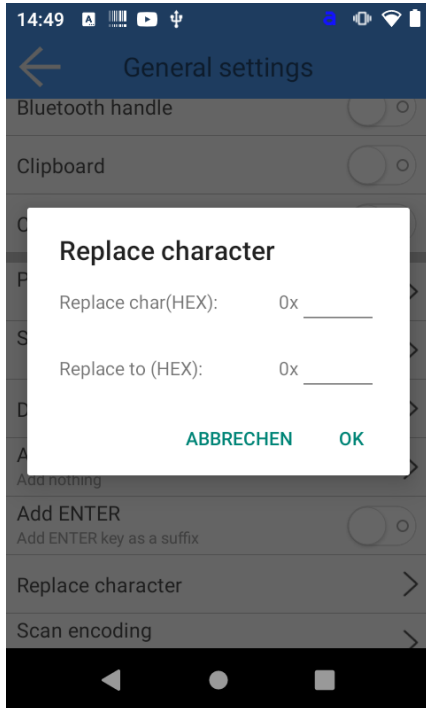 14:49
General settings
Bluetooth handle
Clipboard
Replace character
Replace char(HEX): 0x
Replace to (HEX): 0x
ABBRECHEN OK
Add nothing
Add ENTER
Add ENTER key as a suffix
Replace character
Scan encoding